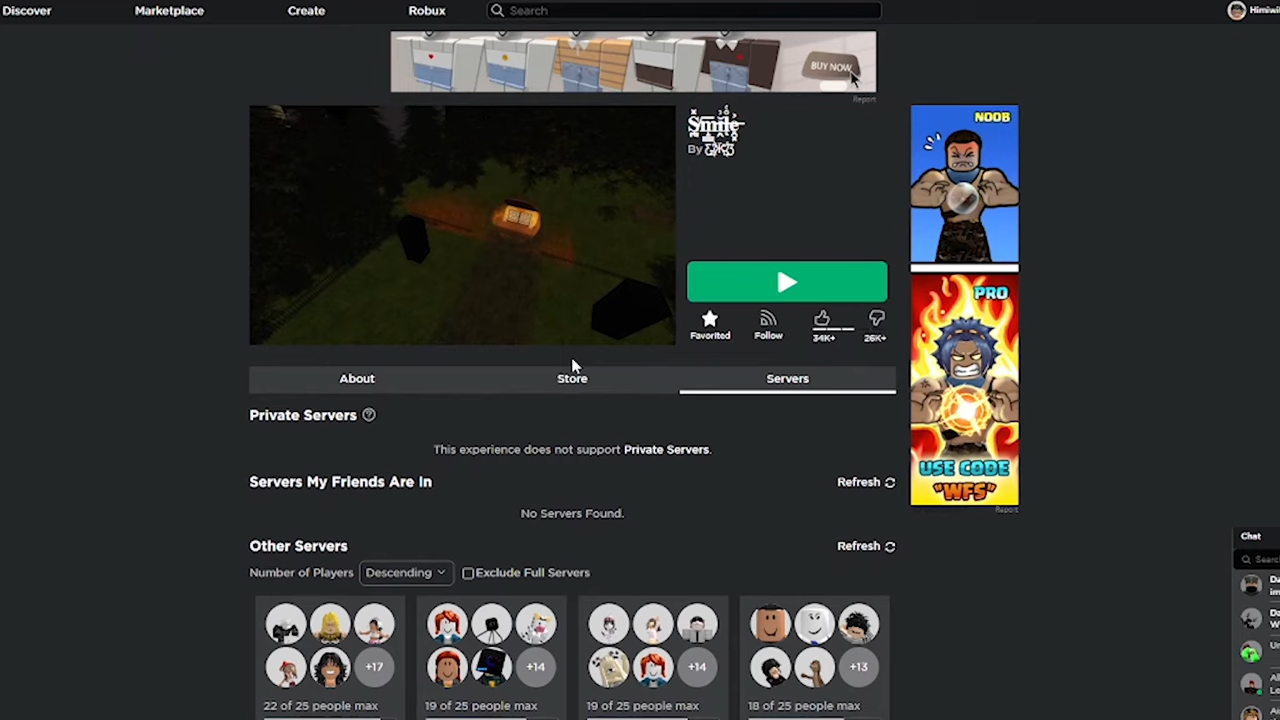 Discover Marketplace Create Robux Search
BUY NOW
Report
Smile
By
NOOB
PRO
USE CODE
"WFS"
Report
Favorited Follow 34K+ 26K+
About Store Servers
Private Servers
This experience does not support Private Servers.
Servers My Friends Are In Refresh
No Servers Found.
Other Servers Refresh
Number of Players Descending Exclude Full Servers
+17 +14 +14 +13
22 of 25 people max 19 of 25 people max 19 of 25 people max 18 of 25 people max
Chat